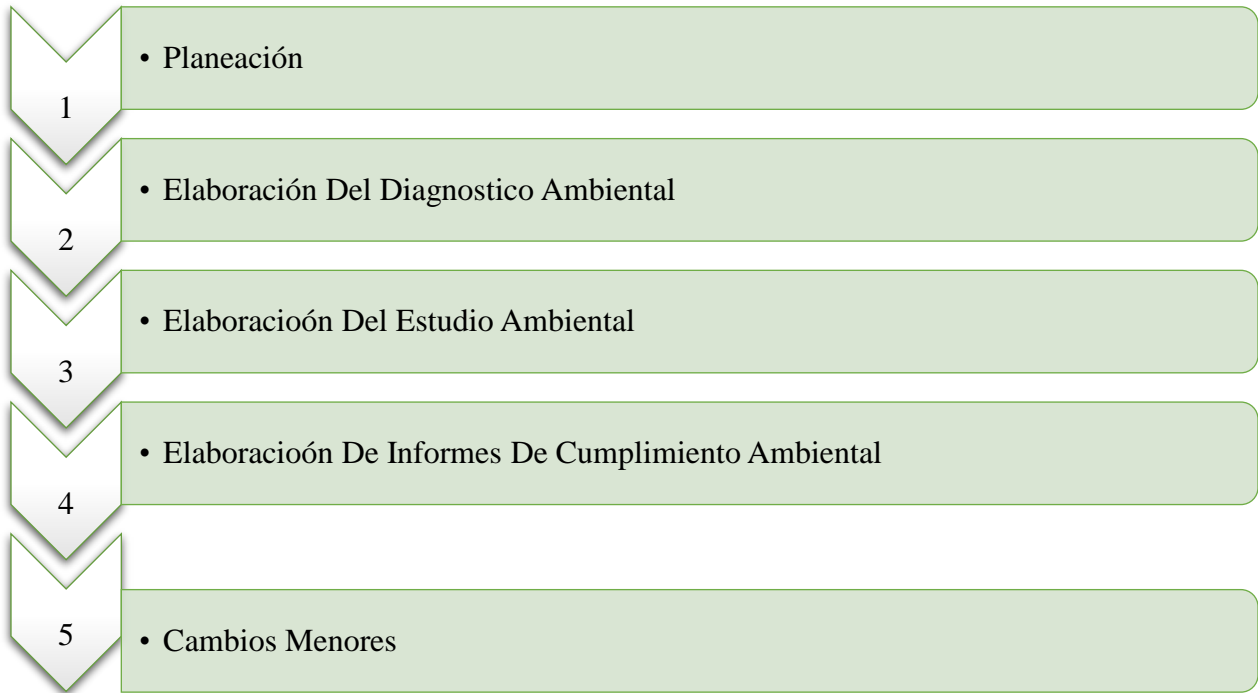 1
• Planeación
2
• Elaboración Del Diagnostico Ambiental
3
• Elaboracioón Del Estudio Ambiental
4
• Elaboracioón De Informes De Cumplimiento Ambiental
5
• Cambios Menores